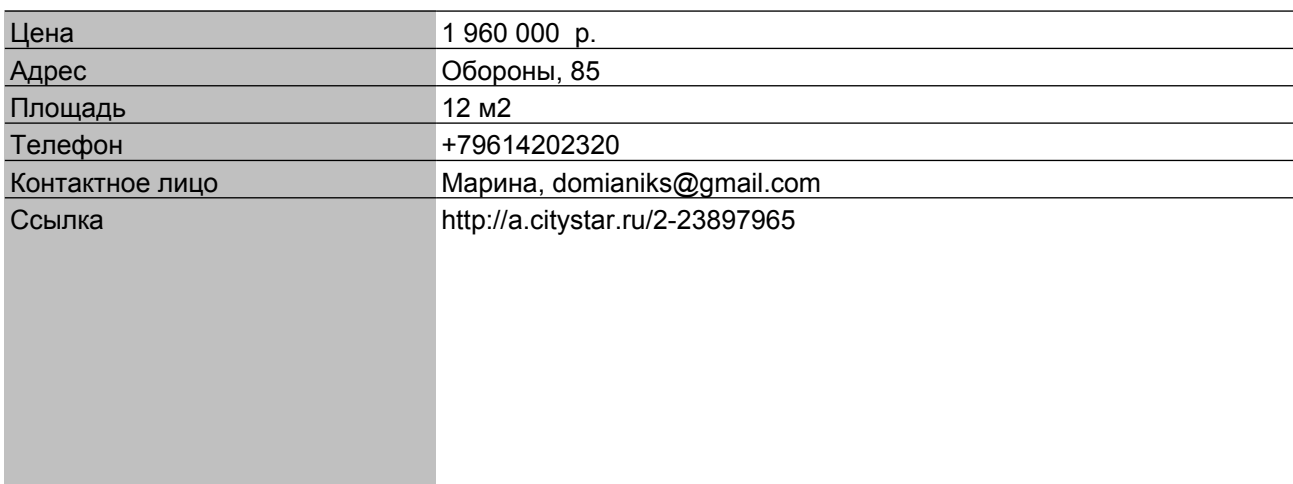 Цена 1 960 000 р.
Адрес Обороны, 85
Площадь 12 м2
Телефон +79614202320
Контактное лицо Марина, domianiks@gmail.com
Ссылка http://a.citystar.ru/2-23897965